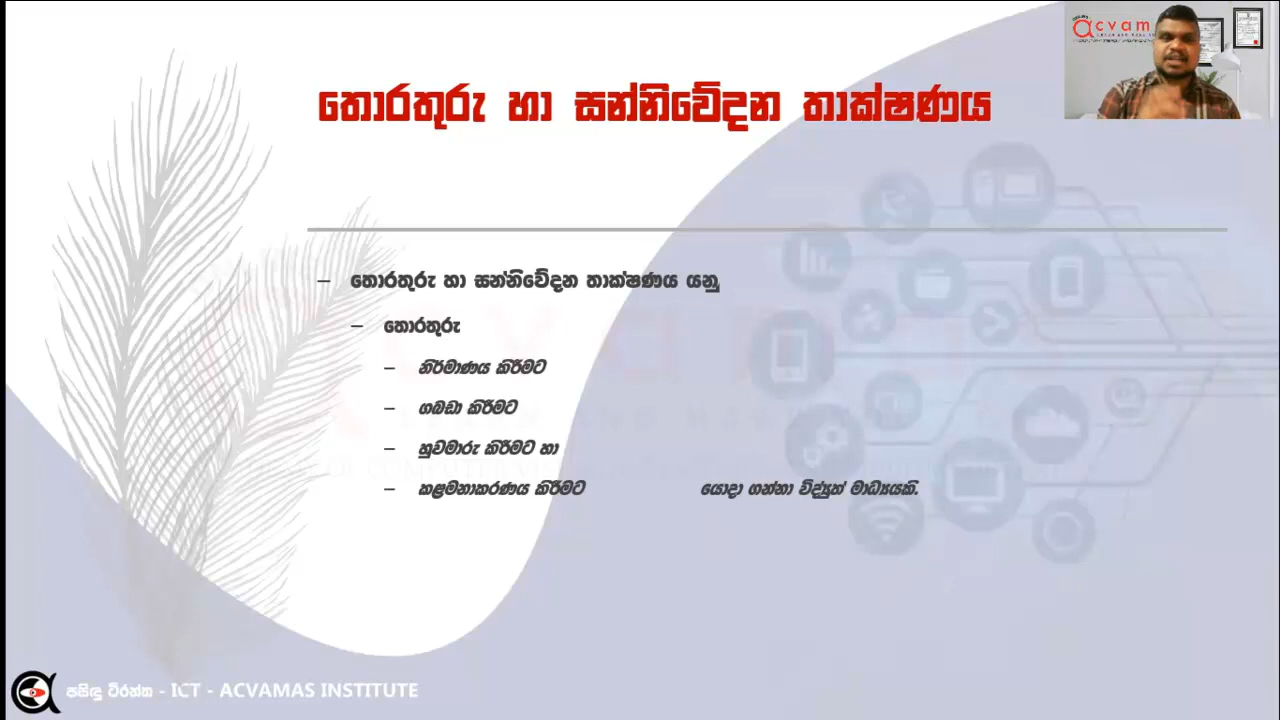 තොරතුරු හා සන්නිවේදන තාක්ෂණය
acvam
– තොරතුරු හා සන්නිවේදන තාක්ෂණය යනු
– තොරතුරු
– නිර්මාණය කිරීමට
– ගබඩා කිරීමට
– හුවමාරු කිරීමට හා
– කළමනාකරණය කිරීමට යොදා ගන්නා විද්‍යුත් මාධ්‍යයකි.
පසිඳු ටිරන්ත - ICT - ACVAMAS INSTITUTE